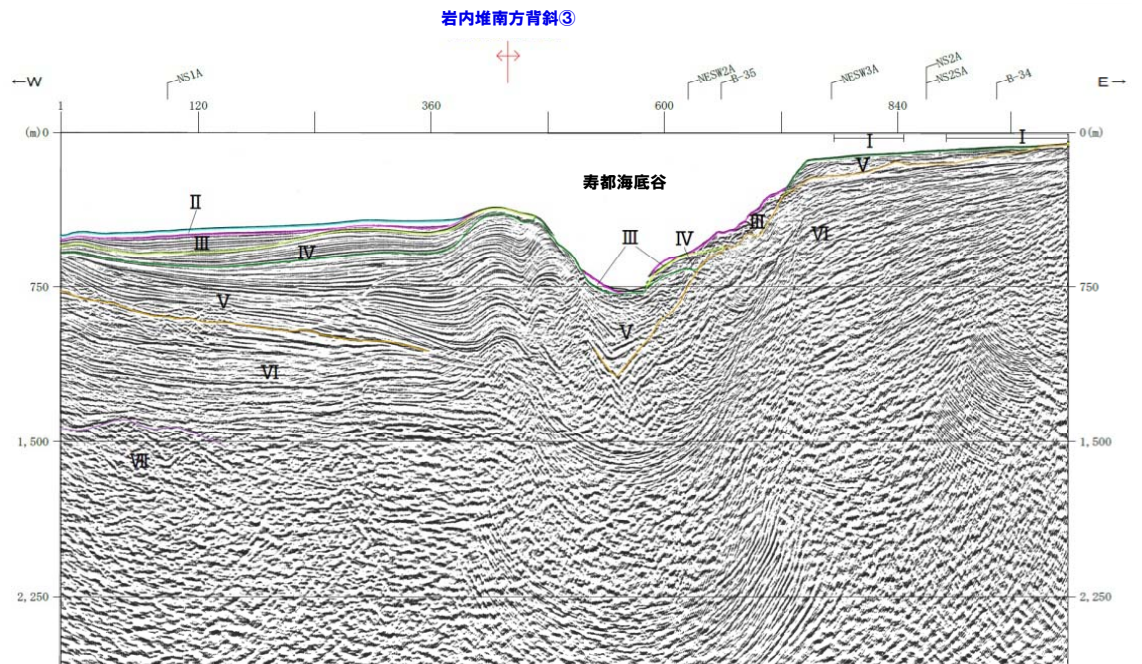 岩内堆南方背斜③
←W
NS1A
NESW2A
B-35
NESW3A
NS2A
NS2SA
B-34
E→
1
120
360
600
840
(m) 0
0 (m)
I
I
V
寿都海底谷
II
III
IV
III
IV
III
VI
750
750
V
V
VI
1,500
1,500
VII
2,250
2,250